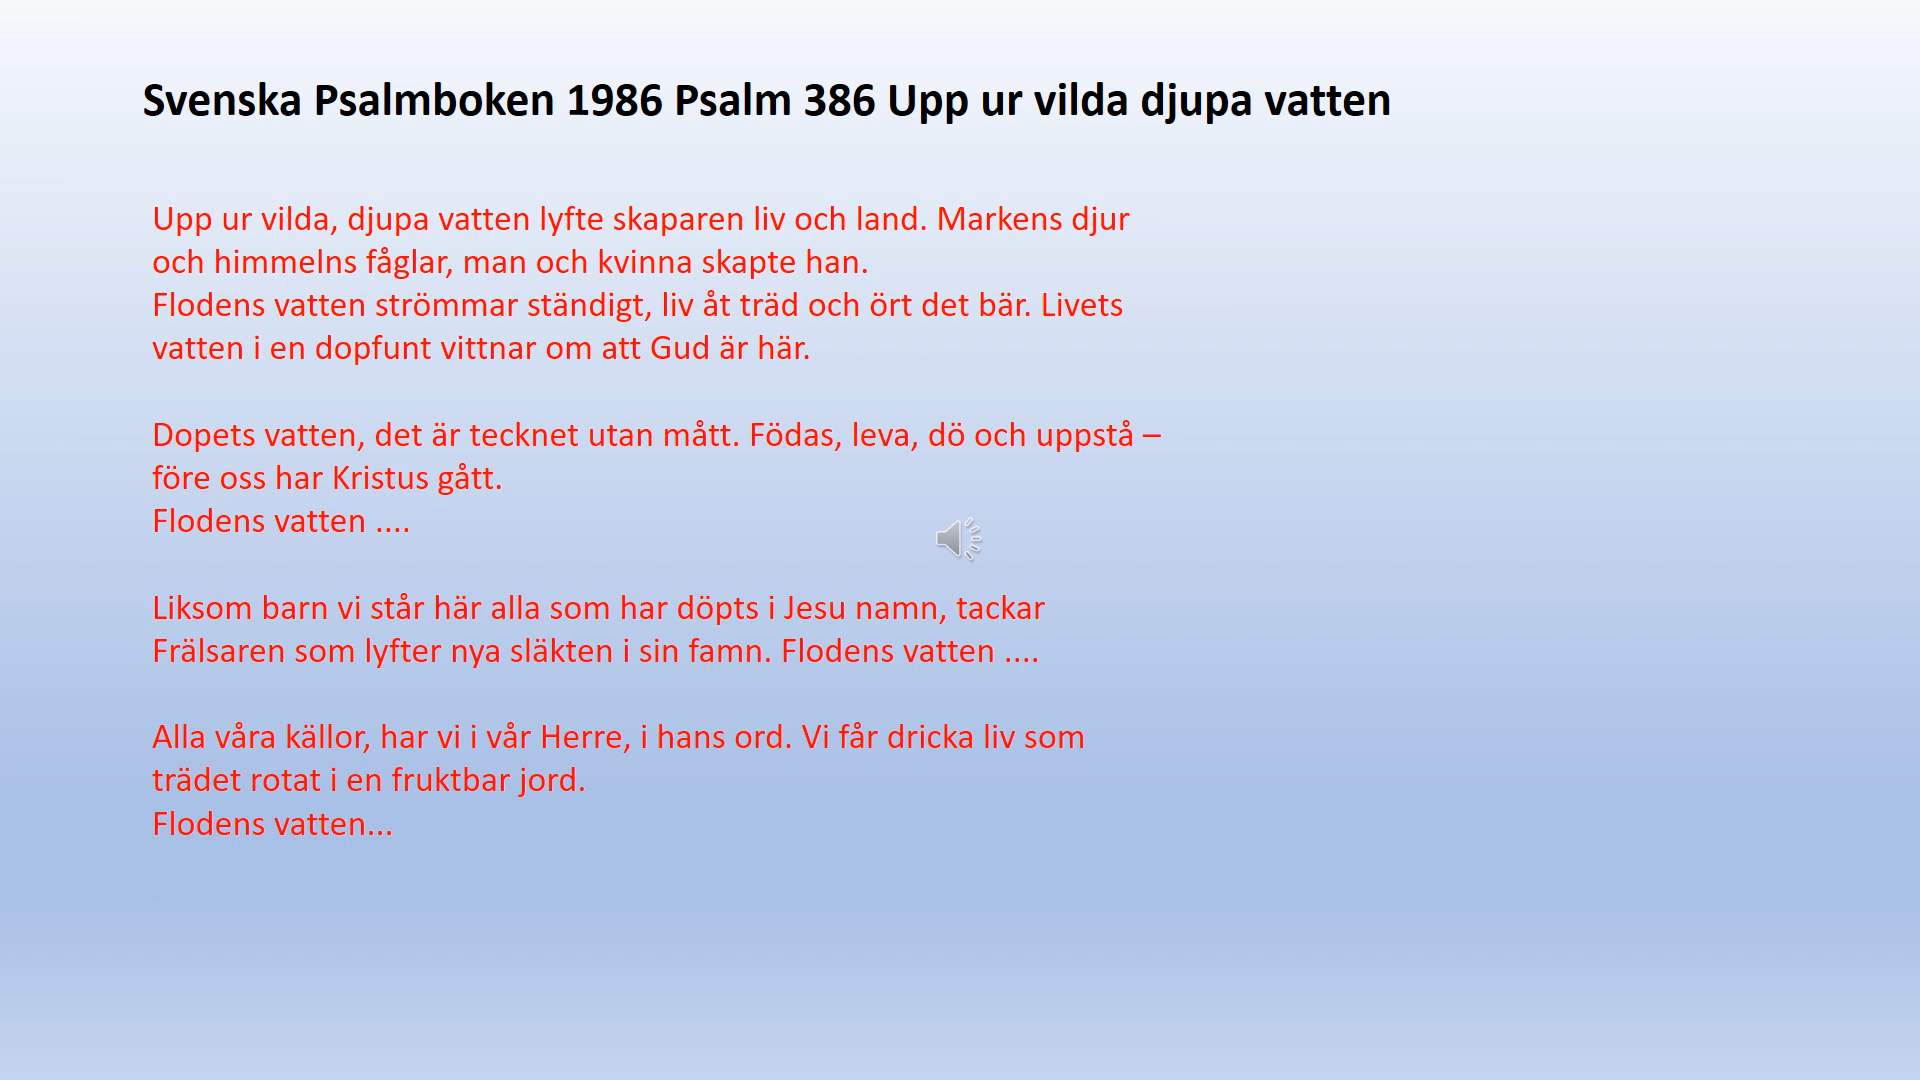 Svenska Psalmboken 1986 Psalm 386 Upp ur vilda djupa vatten
Upp ur vilda, djupa vatten lyfte skaparen liv och land. Markens djur
och himmelns fåglar, man och kvinna skapte han.
Flodens vatten strömmar ständigt, liv åt träd och ört det bär. Livets
vatten i en dopfunt vittnar om att Gud är här.
Dopets vatten, det är tecknet utan mått. Födas, leva, dö och uppstå –
före oss har Kristus gått.
Flodens vatten ....
Liksom barn vi står här alla som har döpts i Jesu namn, tackar
Frälsaren som lyfter nya släkten i sin famn. Flodens vatten ....
Alla våra källor, har vi i vår Herre, i hans ord. Vi får dricka liv som
trädet rotat i en fruktbar jord.
Flodens vatten...